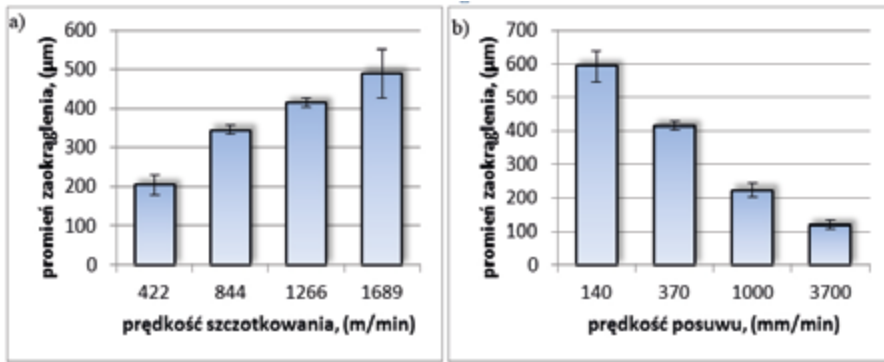 a)
promień zaokrąglenia, (µm)
600
500
400
300
200
100
0
422 844 1266 1689
prędkość szczotkowania, (m/min)
b)
promień zaokrąglenia, (µm)
700
600
500
400
300
200
100
0
140 370 1000 3700
prędkość posuwu, (mm/min)